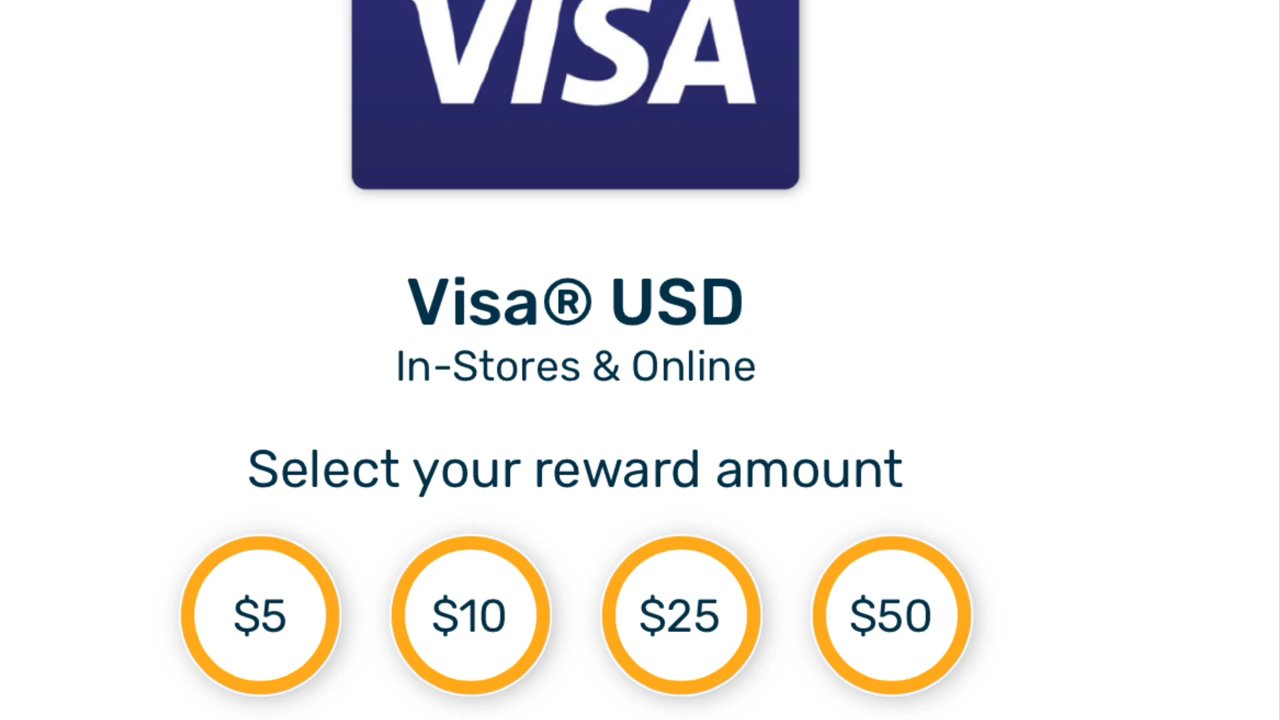 VISA
Visa® USD
In-Stores & Online
Select your reward amount
$5 $10 $25 $50